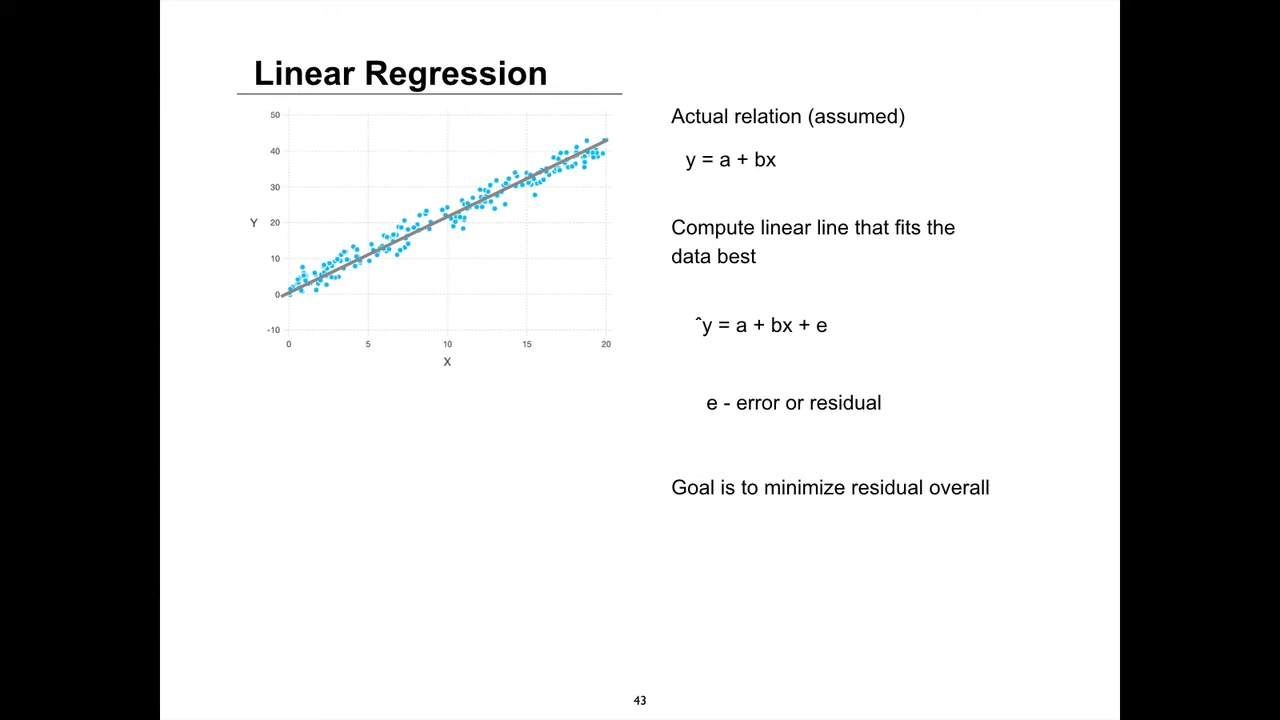 Linear Regression
50
40
30
Y 20
10
0
-10
0 5 10 15 20
X
Actual relation (assumed)
y = a + bx
Compute linear line that fits the
data best
ˆy = a + bx + e
e - error or residual
Goal is to minimize residual overall
43